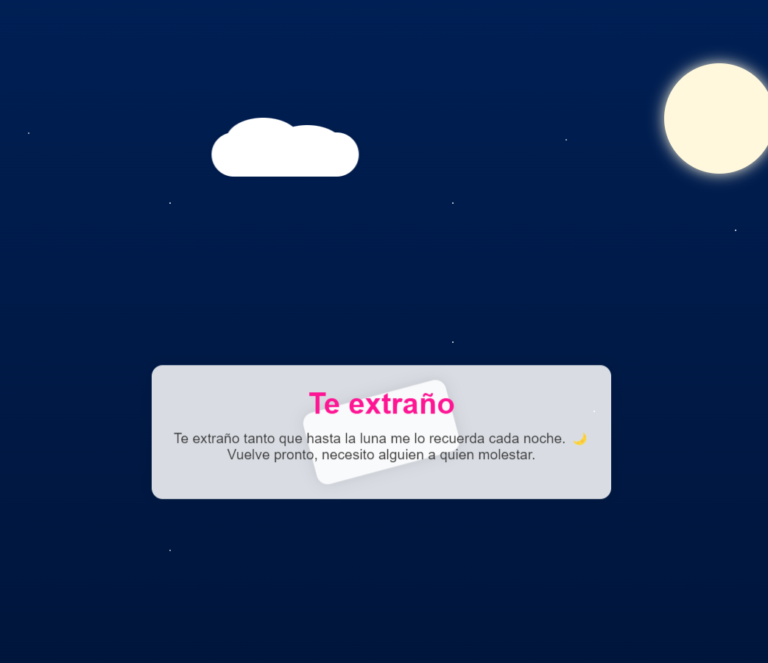 Te extraño
Te extraño tanto que hasta la luna me lo recuerda cada noche. 🌙
Vuelve pronto, necesito alguien a quien molestar.